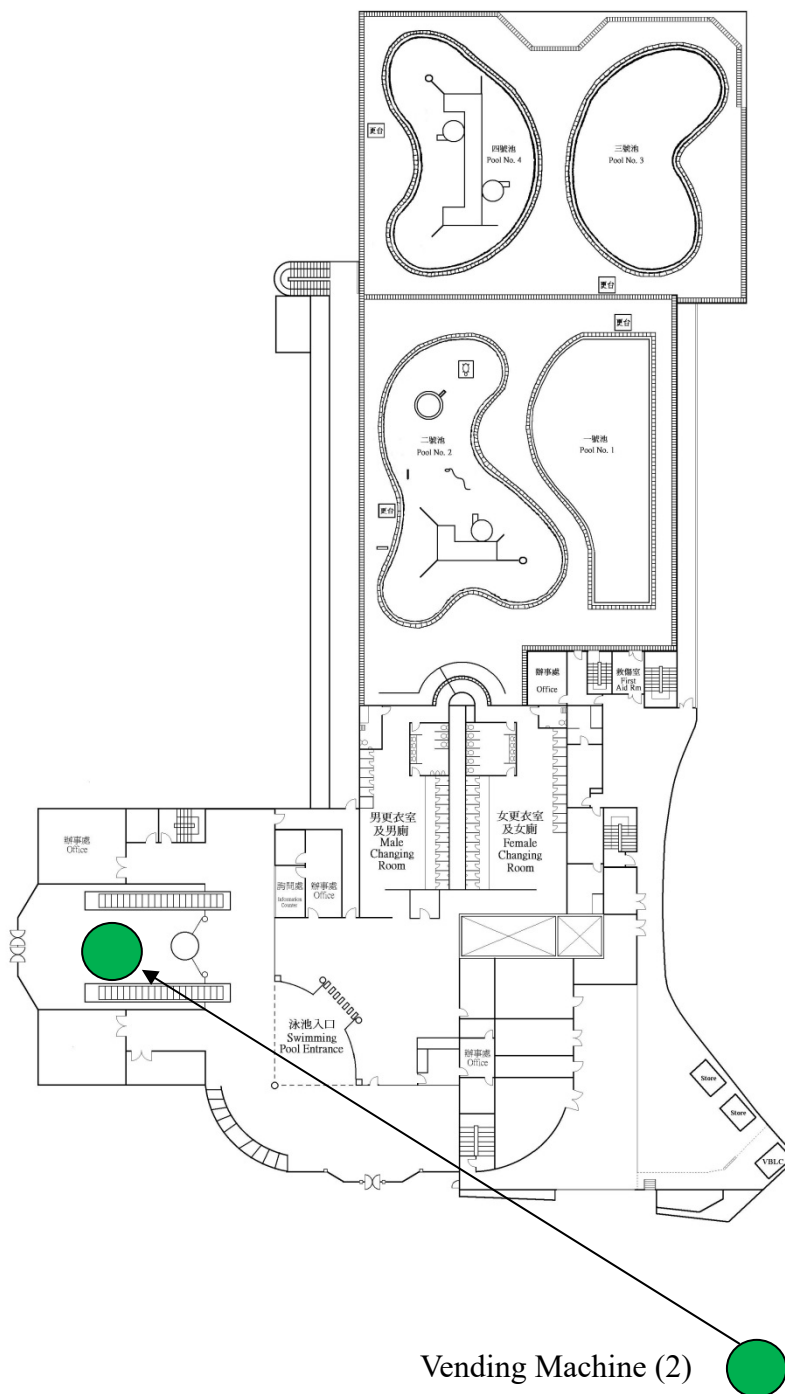 四號池
Pool No. 4
三號池
Pool No. 3
更台
更台
更台
二號池
Pool No. 2
一號池
Pool No. 1
更台
辦事處
Office
救傷室
First
Aid Rm
男更衣室
及男廁
Male
Changing
Room
女更衣室
及女廁
Female
Changing
Room
辦事處
Office
詢問處
Information
Counter
辦事處
Office
泳池入口
Swimming
Pool Entrance
辦事處
Office
Store
Store
VBLC
Vending Machine (2)